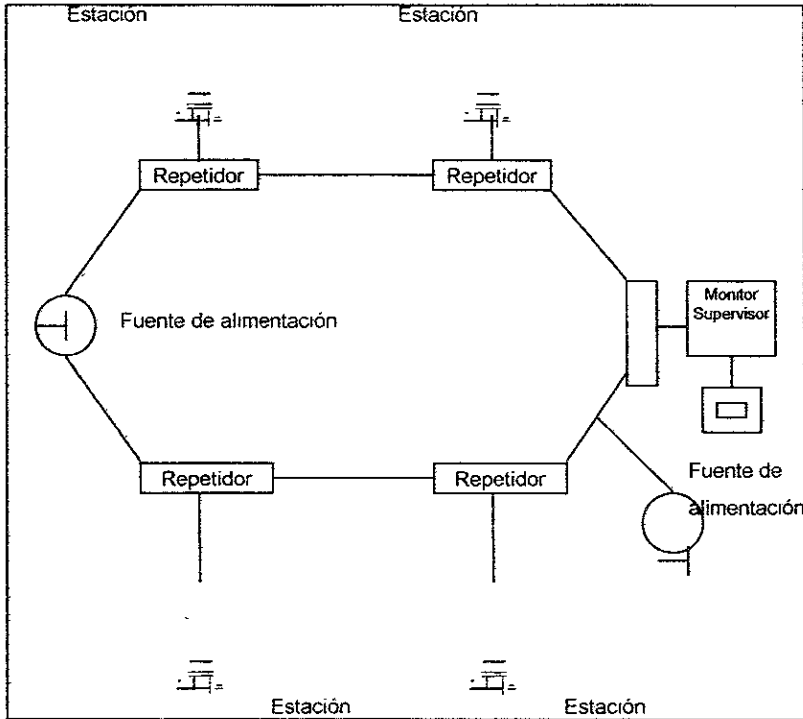 Estación
Estación
Repetidor
Repetidor
Monitor
Supervisor
Fuente de alimentación
Repetidor
Repetidor
Fuente de
alimentación
Estación
Estación